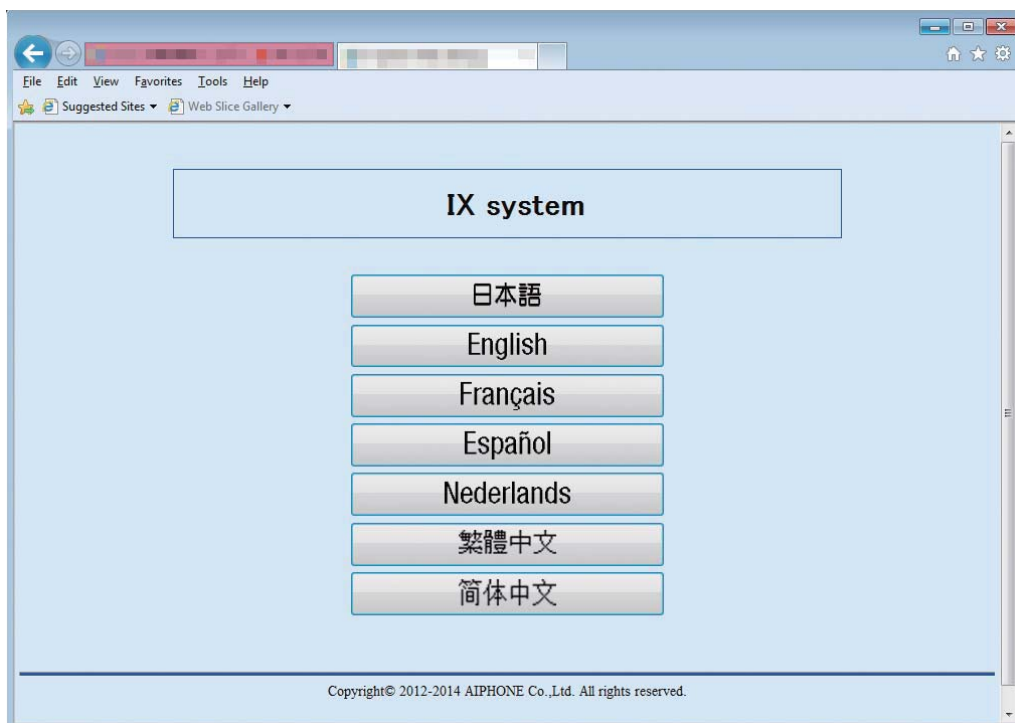 File Edit View Favorites Tools Help
Suggested Sites Web Slice Gallery
IX system
日本語
English
Français
Español
Nederlands
繁體中文
简体中文
Copyright© 2012-2014 AIPHONE Co.,Ltd. All rights reserved.